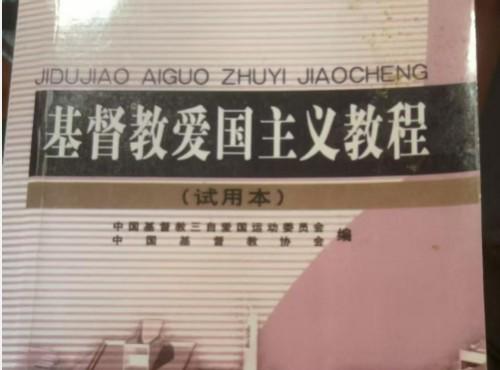 JIDUJIAO AIGUO ZHUYI JIAOCHENG
基督教爱国主义教程
(试用本)
中国基督教三自爱国运动委员会
中国基督教协会 编